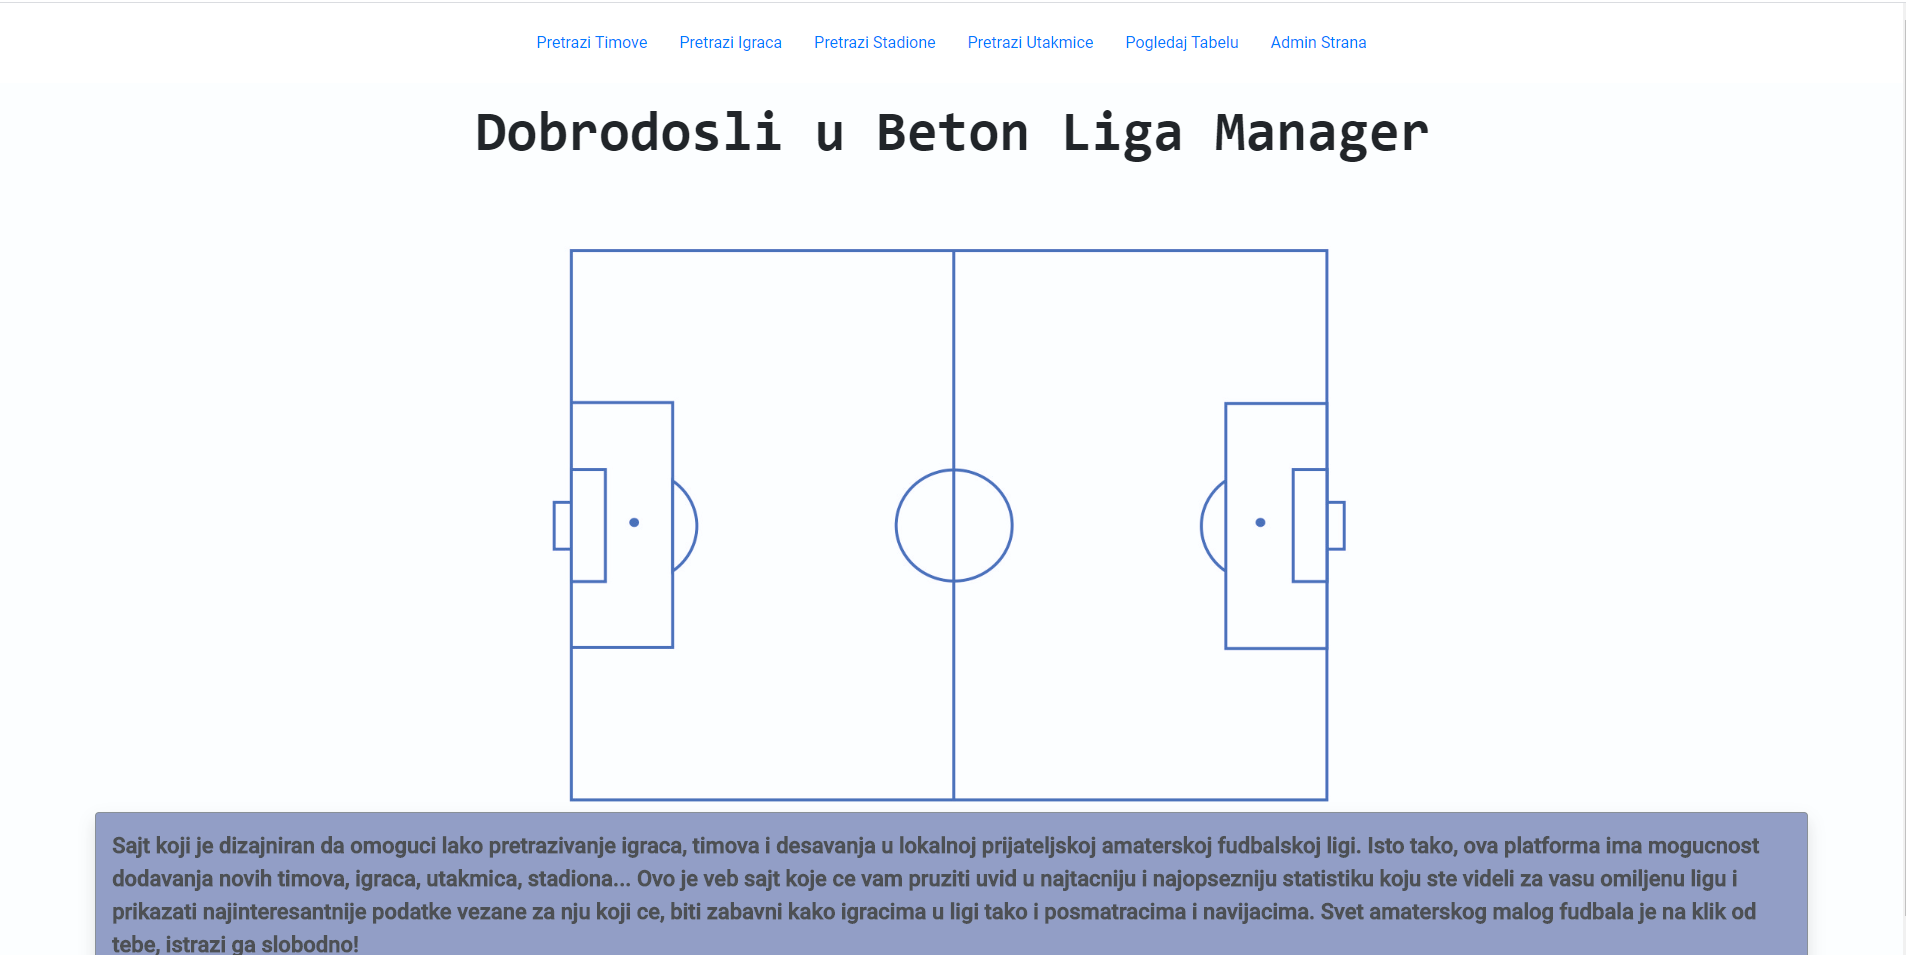 Pretrazi Timove Pretrazi Igraca Pretrazi Stadione Pretrazi Utakmice Pogledaj Tabelu Admin Strana
Dobrodosli u Beton Liga Manager
Sajt koji je dizajniran da omoguci lako pretrazivanje igraca, timova i desavanja u lokalnoj prijateljskoj amaterskoj fudbalskoj ligi. Isto tako, ova platforma ima mogucnost
dodavanja novih timova, igraca, utakmica, stadiona... Ovo je veb sajt koje ce vam pruziti uvid u najtacniju i najopsezniju statistiku koju ste videli za vasu omiljenu ligu i
prikazati najinteresantnije podatke vezane za nju koji ce, biti zabavni kako igracima u ligi tako i posmatracima i navijacima. Svet amaterskog malog fudbala je na klik od
tebe, istrazi ga slobodno!